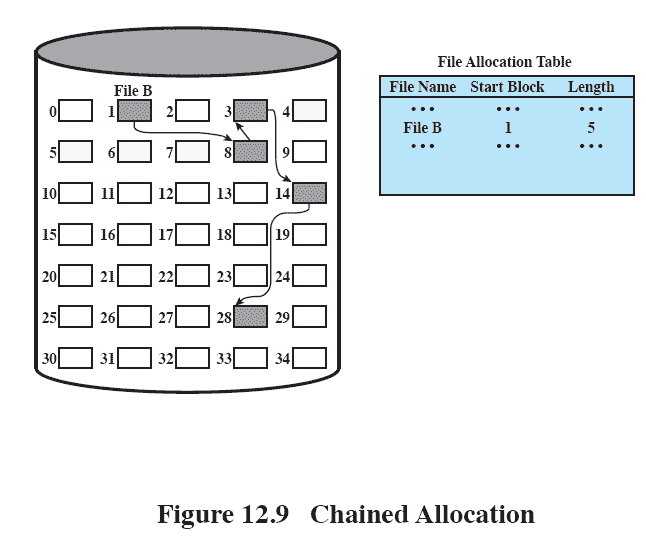 File Allocation Table
File Name Start Block Length
••• ••• •••
File B 1 5
••• ••• •••
File B
0 1 2 3 4
5 6 7 8 9
10 11 12 13 14
15 16 17 18 19
20 21 22 23 24
25 26 27 28 29
30 31 32 33 34
Figure 12.9 Chained Allocation